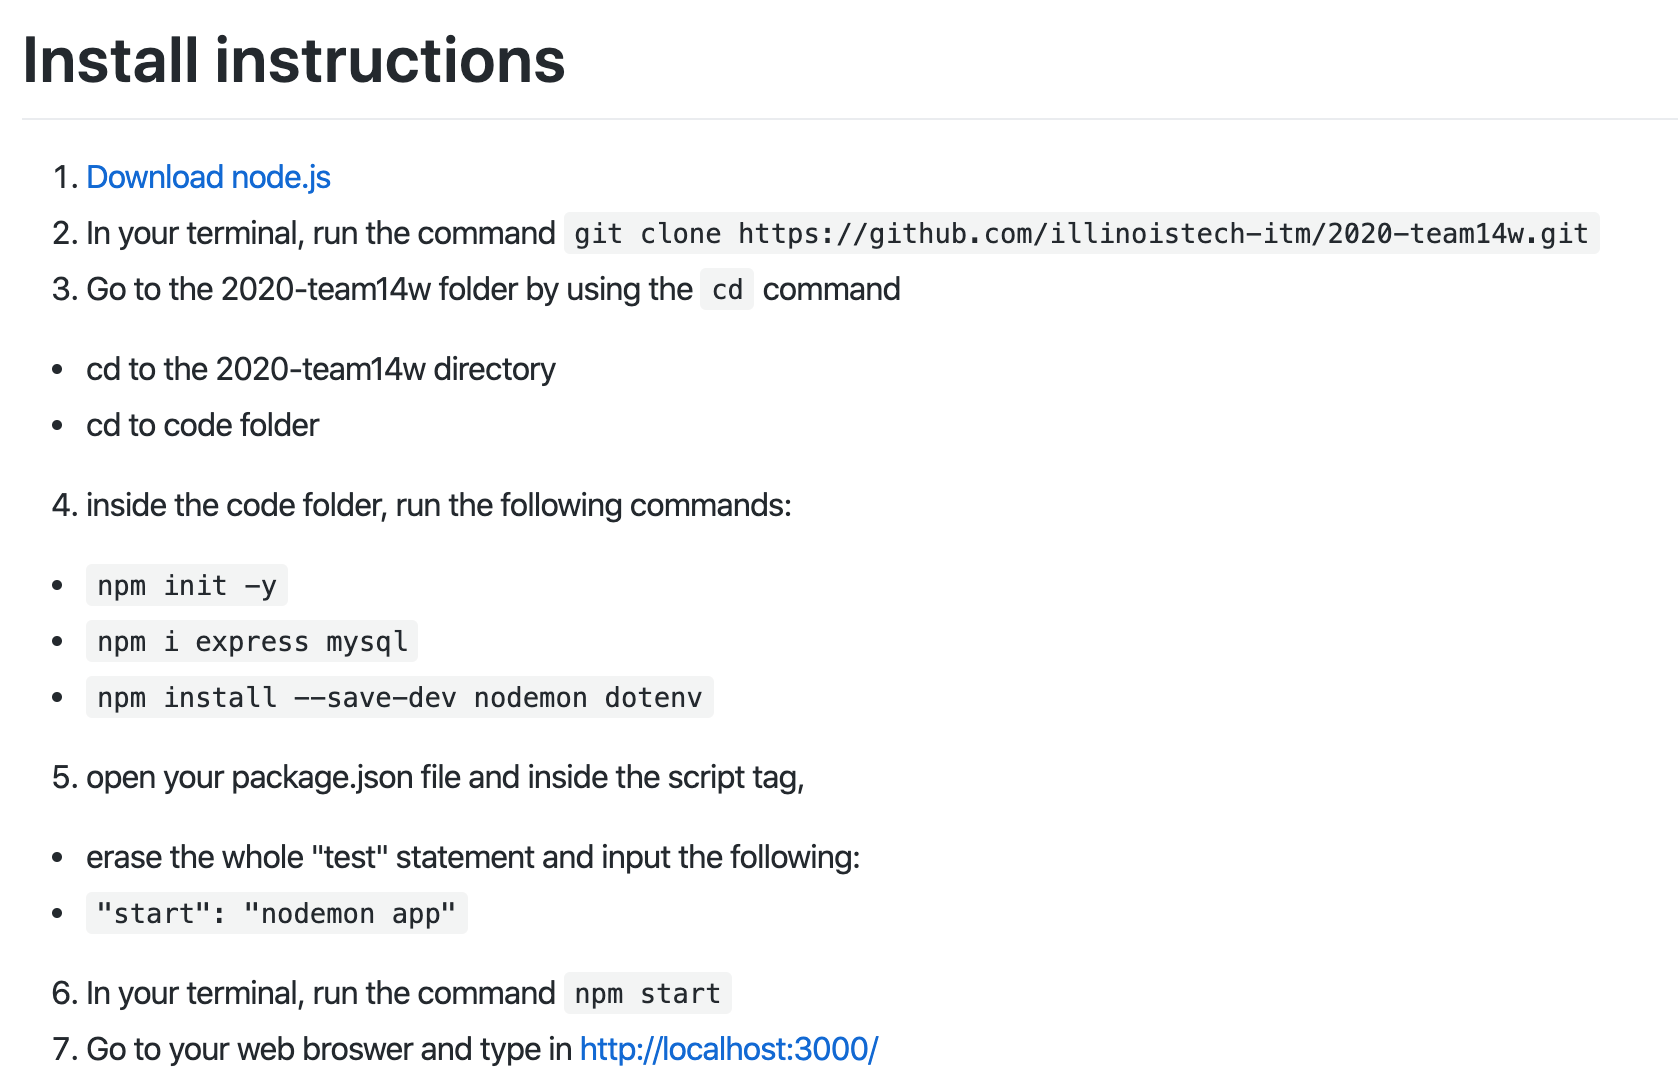 Install instructions
1. Download node.js
2. In your terminal, run the command git clone https://github.com/illinoistech-itm/2020-team14w.git
3. Go to the 2020-team14w folder by using the cd command
• cd to the 2020-team14w directory
• cd to code folder
4. inside the code folder, run the following commands:
• npm init -y
• npm i express mysql
• npm install --save-dev nodemon dotenv
5. open your package.json file and inside the script tag,
• erase the whole "test" statement and input the following:
• "start": "nodemon app"
6. In your terminal, run the command npm start
7. Go to your web broswer and type in http://localhost:3000/